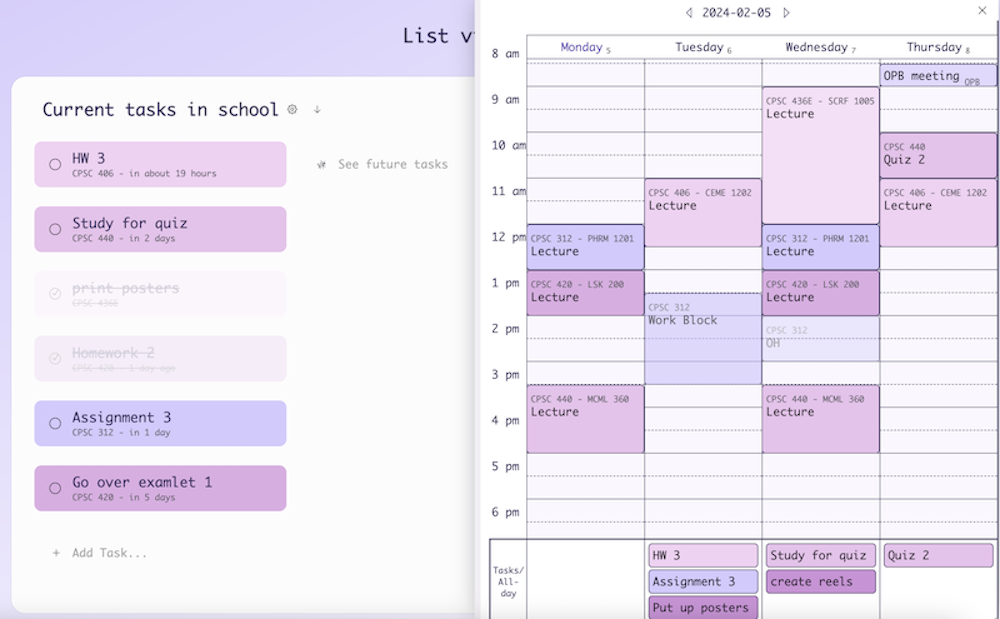 List v
Current tasks in school
HW 3
CPSC 406 - in about 19 hours
See future tasks
Study for quiz
CPSC 440 - in 2 days
print posters
CPSC 436E
Homework 2
CPSC 420 - 1 day ago
Assignment 3
CPSC 312 - in 1 day
Go over examlet 1
CPSC 420 - in 5 days
+ Add Task...
2024-02-05
Monday 5
Tuesday 6
Wednesday 7
Thursday 8
8 am
OPB meeting OPB
9 am
CPSC 436E - SCRF 1005
Lecture
10 am
CPSC 440
Quiz 2
11 am
CPSC 406 - CEME 1202
Lecture
CPSC 406 - CEME 1202
Lecture
12 pm
CPSC 312 - PHRM 1201
Lecture
CPSC 312 - PHRM 1201
Lecture
1 pm
CPSC 420 - LSK 200
Lecture
CPSC 312
Work Block
CPSC 420 - LSK 200
Lecture
2 pm
CPSC 312
OH
3 pm
CPSC 440 - MCML 360
Lecture
CPSC 440 - MCML 360
Lecture
4 pm
5 pm
6 pm
Tasks/
All-
day
HW 3
Study for quiz
Quiz 2
Assignment 3
create reels
Put up posters